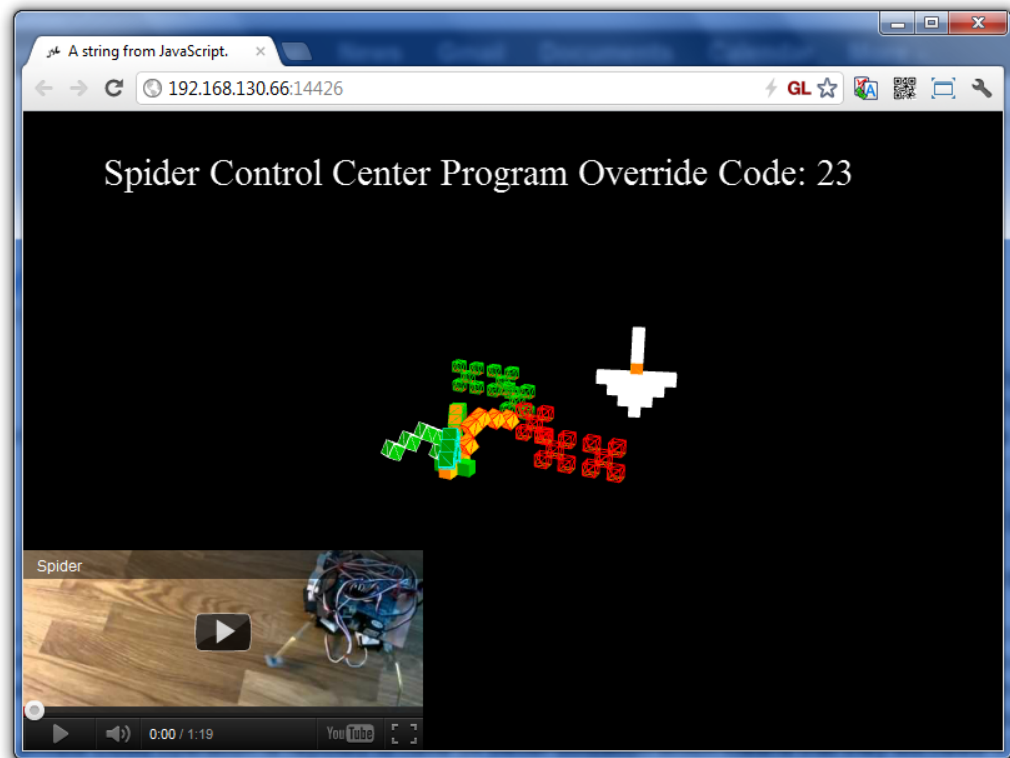 A string from JavaScript.
192.168.130.66:14426
GL
Spider Control Center Program Override Code: 23
Spider
0:00 / 1:19
YouTube